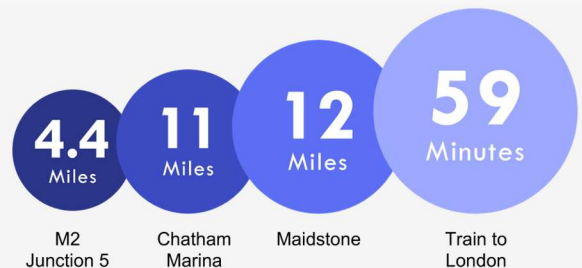 4.4
Miles
11
Miles
12
Miles
59
Minutes
M2
Junction 5
Chatham
Marina
Maidstone
Train to
London